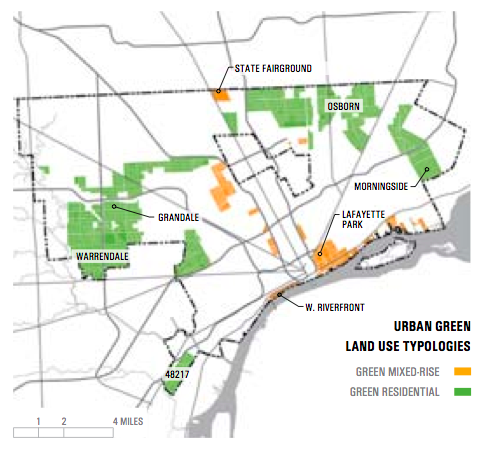 STATE FAIRGROUND
OSBORN
MORNINGSIDE
GRANDALE
LAFAYETTE
PARK
WARRENDALE
W. RIVERFRONT
URBAN GREEN
LAND USE TYPOLOGIES
48217
GREEN MIXED-RISE
GREEN RESIDENTIAL
1 2 4 MILES